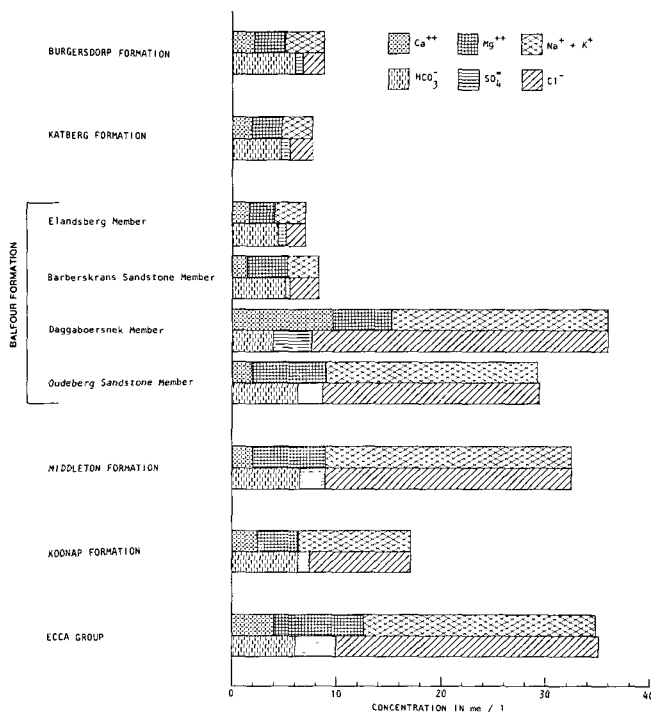 BURGERSDORP FORMATION
Ca++ Mg++ Na+ + K+
HCO3- SO4= Cl-
KATBERG FORMATION
BALFOUR FORMATION
Elandsberg Member
Barberskrans Sandstone Member
Daggaboersnek Member
Oudeberg Sandstone Member
MIDDLETON FORMATION
KOONAP FORMATION
ECCA GROUP
0 10 20 30 40
CONCENTRATION IN me / l